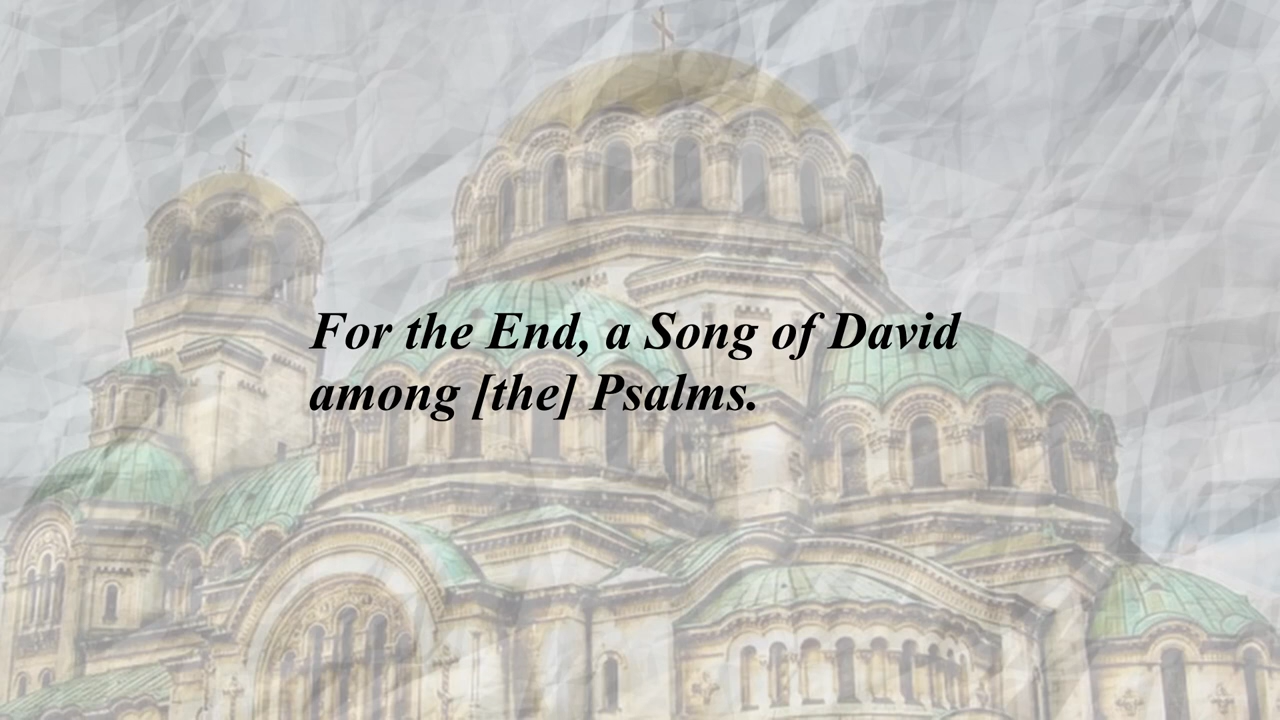 For the End, a Song of David
among [the] Psalms.